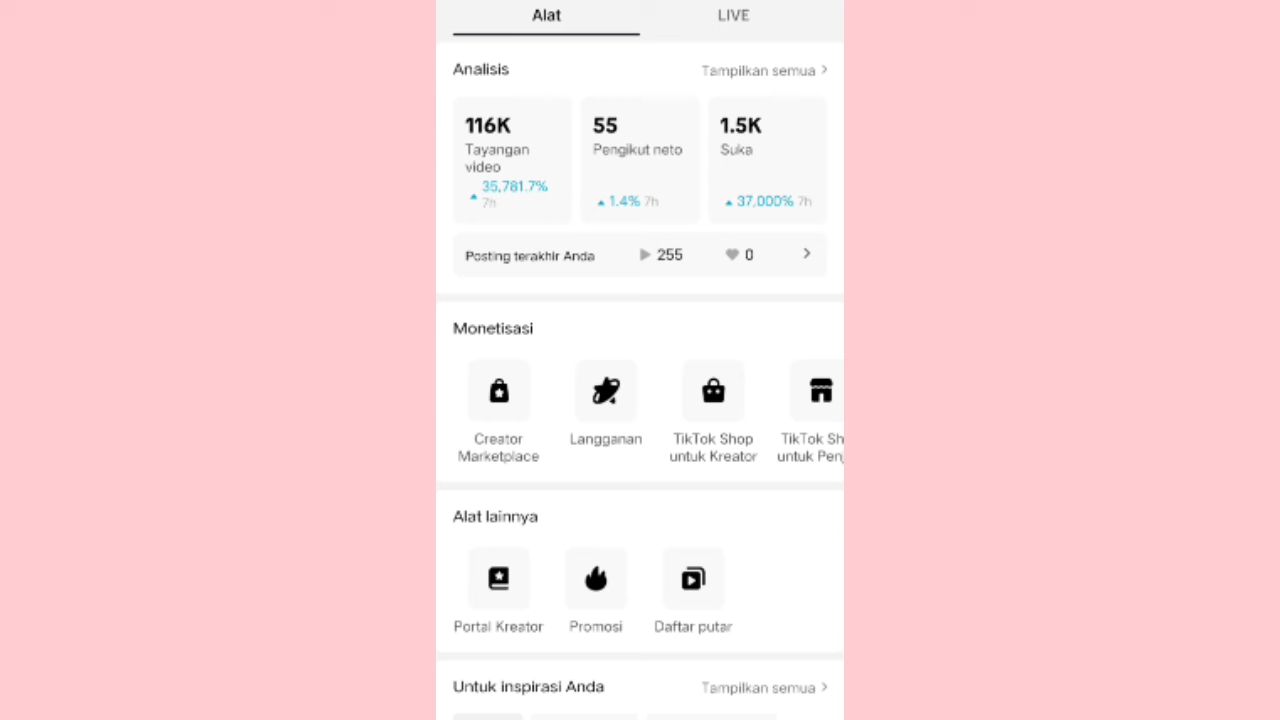 Alat
LIVE
Analisis
Tampilkan semua
116K
Tayangan
video
35,781.7%
7h
55
Pengikut neto
1.4% 7h
1.5K
Suka
37,000% 7h
Posting terakhir Anda
255
0
Monetisasi
Creator
Marketplace
Langganan
TikTok Shop
untuk Kreator
TikTok Sh
untuk Penj
Alat lainnya
Portal Kreator
Promosi
Daftar putar
Untuk inspirasi Anda
Tampilkan semua